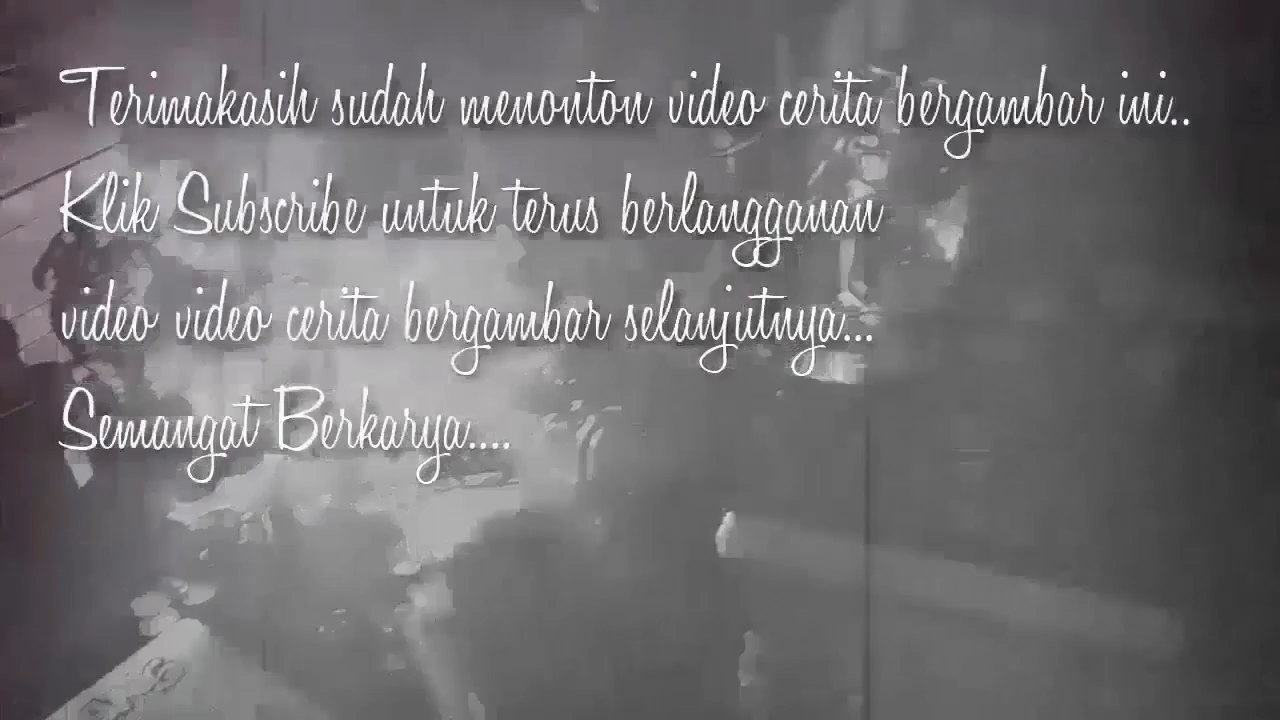 Terimakasih sudah menonton video cerita bergambar ini..
Klik Subscribe untuk terus berlangganan
video video cerita bergambar selanjutnya...
Semangat Berkarya....